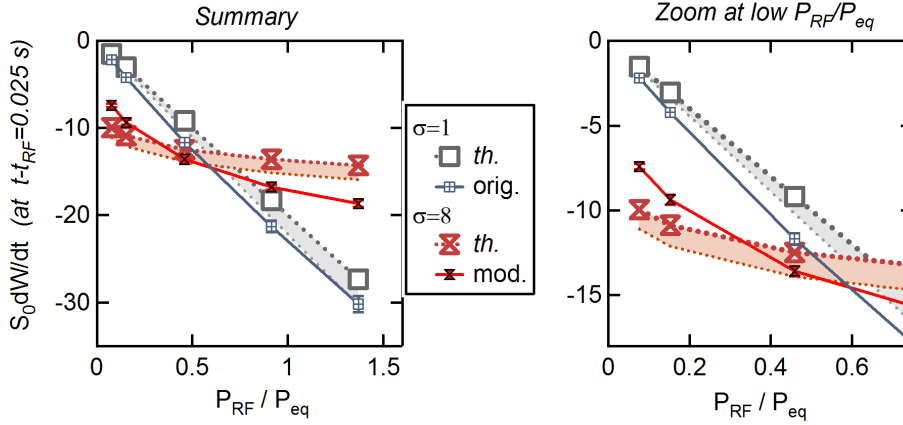 Summary
Zoom at low P_RF/P_eq
S₀dW/dt (at t-t_RF=0.025 s)
0
-10
-20
-30
0
0.5
1
1.5
P_RF / P_eq
σ=1
th.
orig.
σ=8
th.
mod.
0
-5
-10
-15
0
0.2
0.4
0.6
P_RF / P_eq